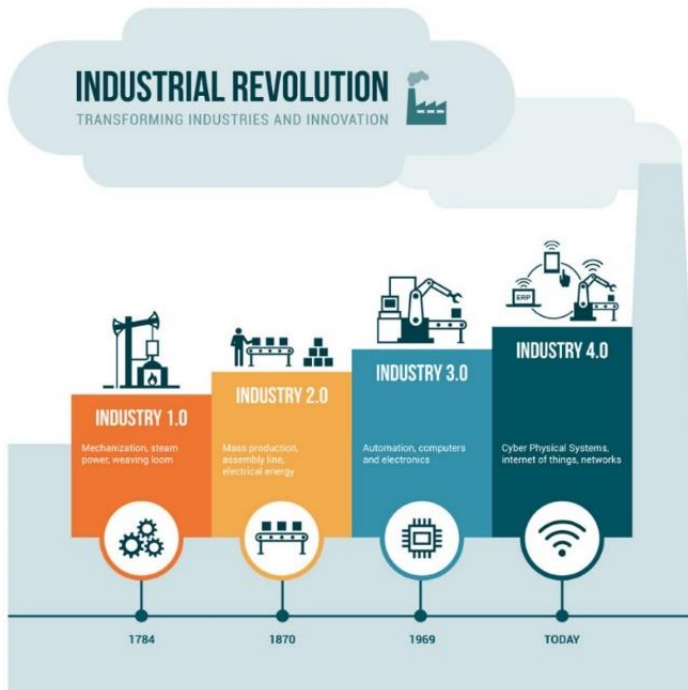 INDUSTRIAL REVOLUTION
TRANSFORMING INDUSTRIES AND INNOVATION
INDUSTRY 1.0
Mechanization, steam
power, weaving loom
INDUSTRY 2.0
Mass production,
assembly line,
electrical energy
INDUSTRY 3.0
Automation, computers
and electronics
ERP
INDUSTRY 4.0
Cyber Physical Systems,
internet of things, networks
1784
1870
1969
TODAY